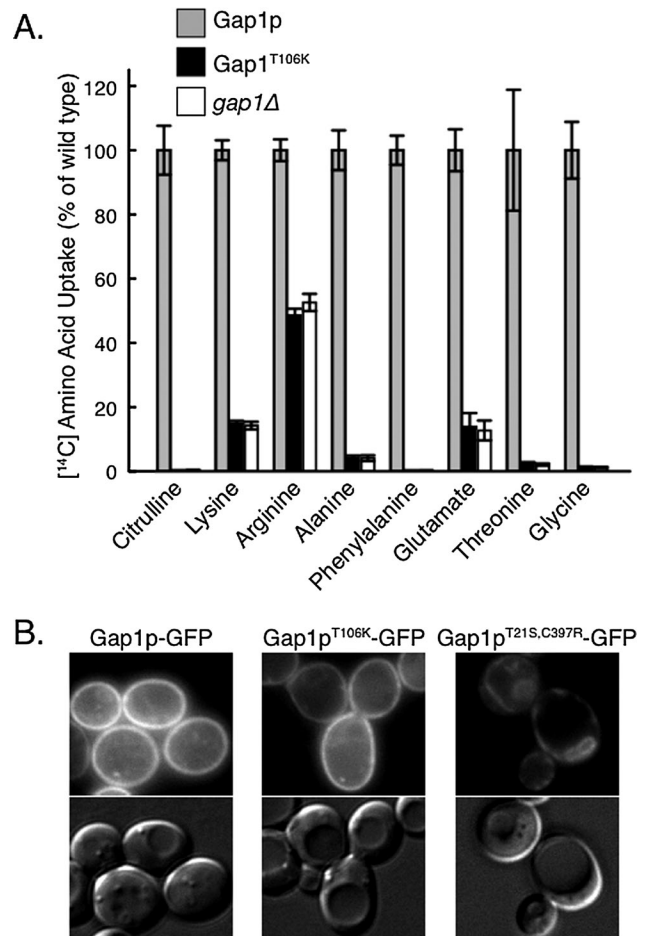 A.
Gap1p
Gap1ᵀ¹⁰⁶ᴷ
gap1Δ
[¹⁴C] Amino Acid Uptake (% of wild type)
120
100
80
60
40
20
0
Citrulline
Lysine
Arginine
Alanine
Phenylalanine
Glutamate
Threonine
Glycine
B.
Gap1p-GFP
Gap1pᵀ¹⁰⁶ᴷ-GFP
Gap1pᵀ²¹ˢ,ᶜ³⁹⁷ᴿ-GFP